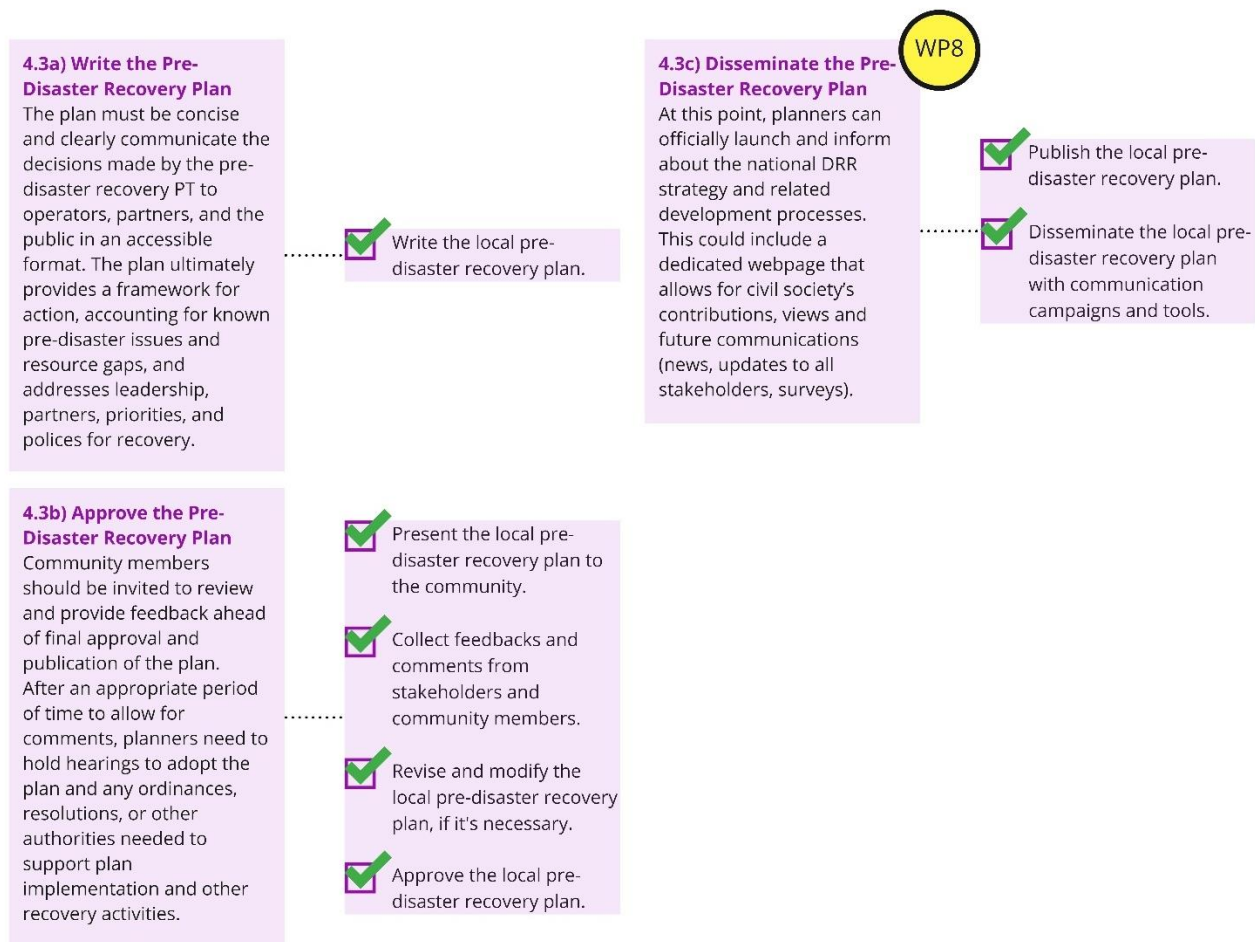 4.3a) Write the Pre-
Disaster Recovery Plan
The plan must be concise
and clearly communicate the
decisions made by the pre-
disaster recovery PT to
operators, partners, and the
public in an accessible
format. The plan ultimately
provides a framework for
action, accounting for known
pre-disaster issues and
resource gaps, and
addresses leadership,
partners, priorities, and
polices for recovery.
Write the local pre-
disaster recovery plan.
4.3b) Approve the Pre-
Disaster Recovery Plan
Community members
should be invited to review
and provide feedback ahead
of final approval and
publication of the plan.
After an appropriate period
of time to allow for
comments, planners need to
hold hearings to adopt the
plan and any ordinances,
resolutions, or other
authorities needed to
support plan
implementation and other
recovery activities.
Present the local pre-
disaster recovery plan to
the community.
Collect feedbacks and
comments from
stakeholders and
community members.
Revise and modify the
local pre-disaster recovery
plan, if it's necessary.
Approve the local pre-
disaster recovery plan.
WP8
4.3c) Disseminate the Pre-
Disaster Recovery Plan
At this point, planners can
officially launch and inform
about the national DRR
strategy and related
development processes.
This could include a
dedicated webpage that
allows for civil society’s
contributions, views and
future communications
(news, updates to all
stakeholders, surveys).
Publish the local pre-
disaster recovery plan.
Disseminate the local pre-
disaster recovery plan
with communication
campaigns and tools.